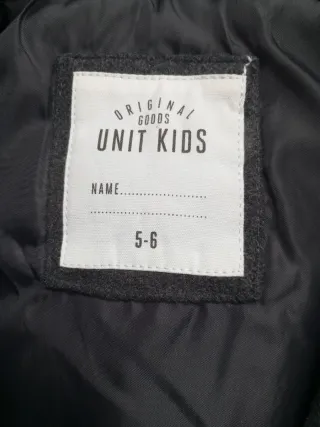 ORIGINAL
GOODS
UNIT KIDS
NAME.....................
............................
5-6